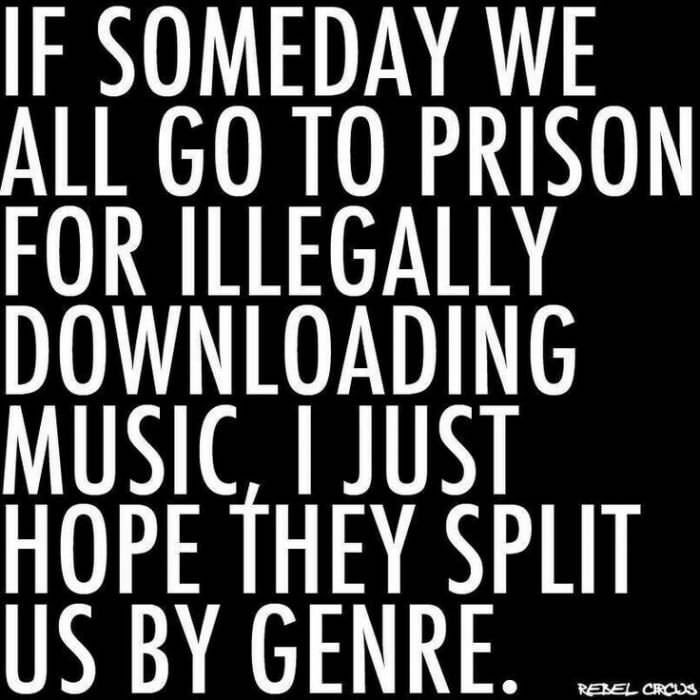 IF SOMEDAY WE
ALL GO TO PRISON
FOR ILLEGALLY
DOWNLOADING
MUSIC, I JUST
HOPE THEY SPLIT
US BY GENRE.
REBEL CIRCUS